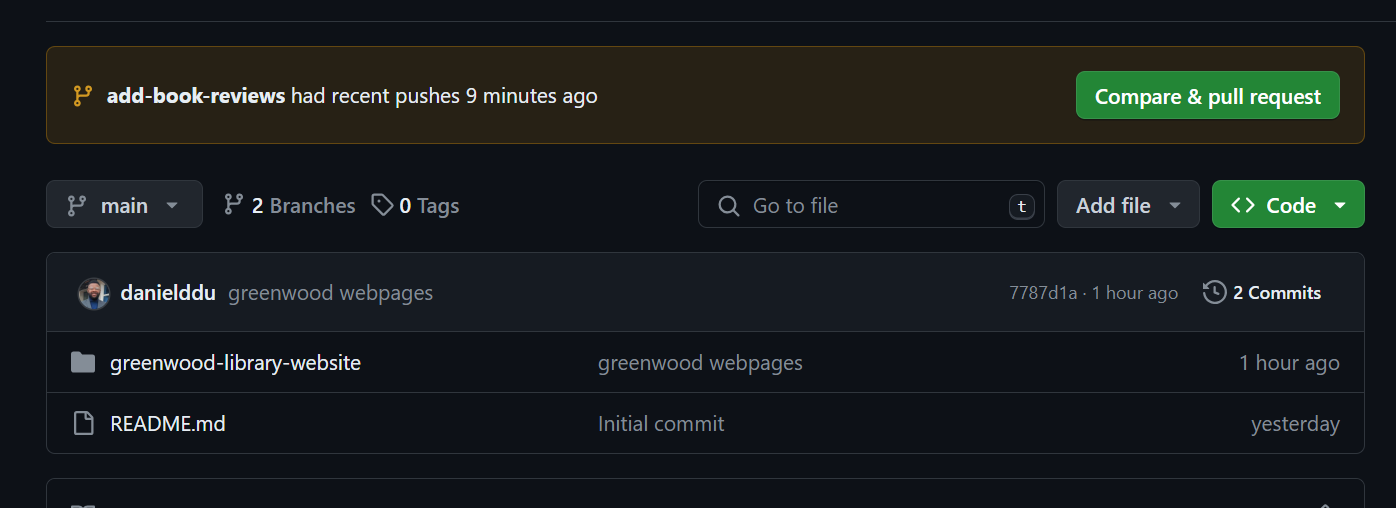 add-book-reviews had recent pushes 9 minutes ago
Compare & pull request
main
2 Branches
0 Tags
Go to file
t
Add file
Code
danielddu greenwood webpages
7787d1a · 1 hour ago
2 Commits
greenwood-library-website greenwood webpages 1 hour ago
README.md Initial commit yesterday